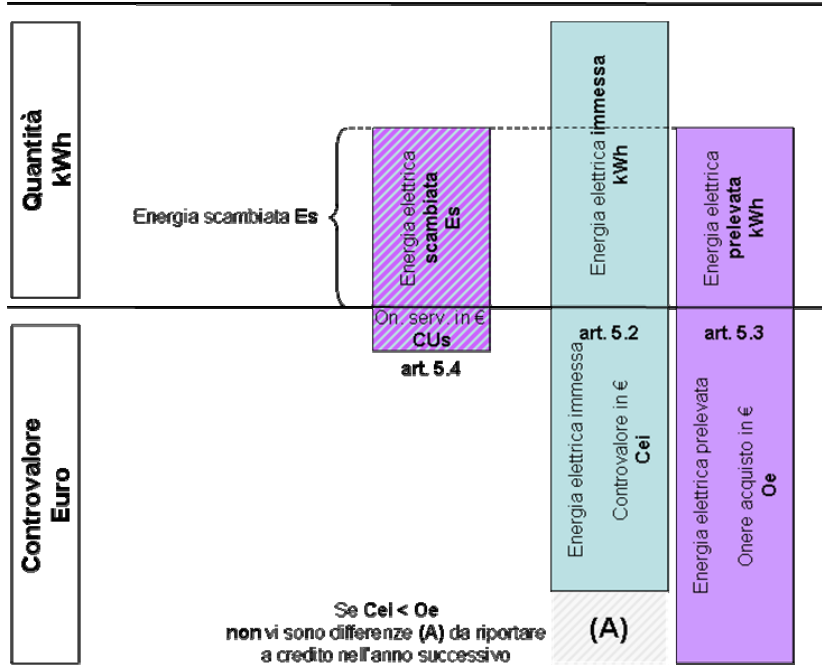 Quantità
kWh
Energia scambiata Es
Energia elettrica
scambiata
Es
Energia elettrica immessa
kWh
Energia elettrica
prelevata
kWh
On. serv. in €
CUs
art. 5.4
art. 5.2
art. 5.3
Controvalore
Euro
Energia elettrica immessa
Controvalore in €
Cei
Energia elettrica prelevata
Onere acquisto in €
Oe
Se Cei < Oe
non vi sono differenze (A) da riportare
a credito nell'anno successivo
(A)